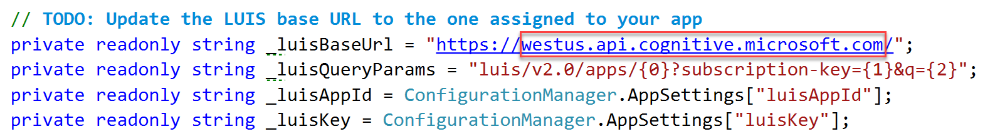 // TODO: Update the LUIS base URL to the one assigned to your app
private readonly string _luisBaseUrl = "https://westus.api.cognitive.microsoft.com/";
private readonly string _luisQueryParams = "luis/v2.0/apps/{0}?subscription-key={1}&q={2}";
private readonly string _luisAppId = ConfigurationManager.AppSettings["luisAppId"];
private readonly string _luisKey = ConfigurationManager.AppSettings["luisKey"];